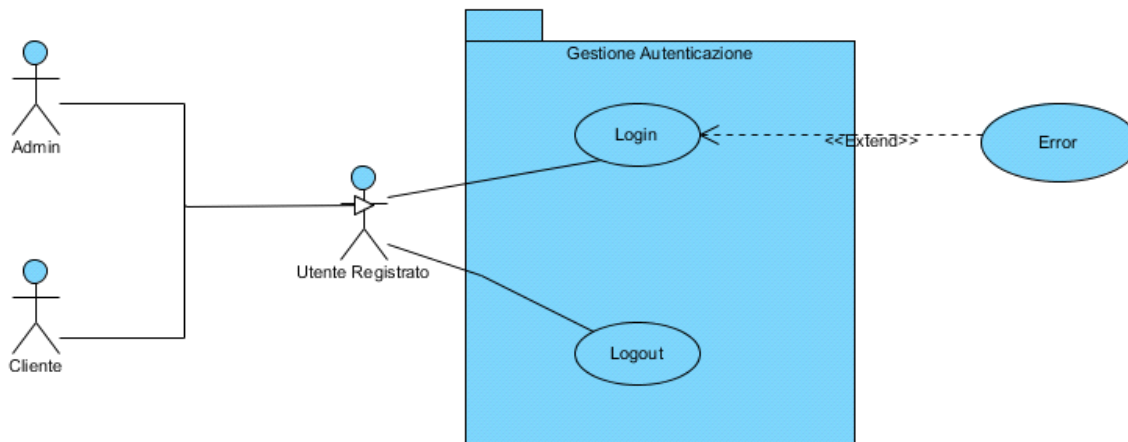 Gestione Autenticazione
Admin
Login
<<Extend>>
Error
Utente Registrato
Cliente
Logout